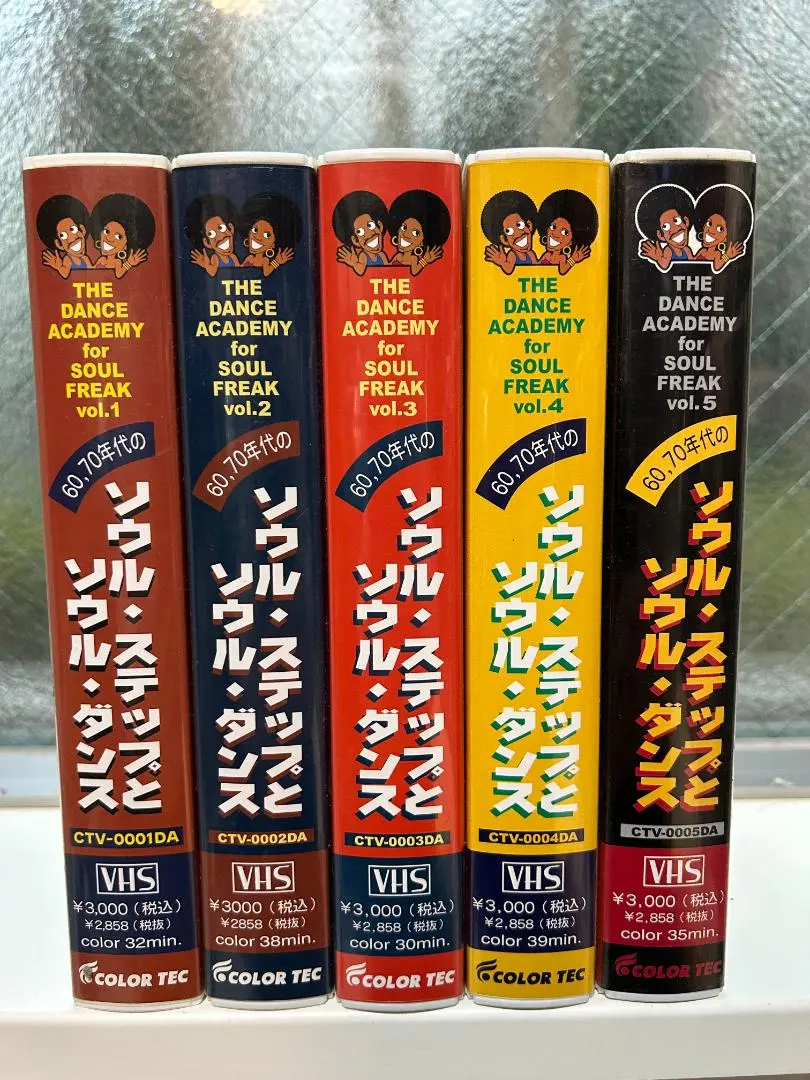 THE
DANCE
ACADEMY
for
SOUL
FREAK
vol.1
60,70年代の
ソウル・ステップと
ソウル・ダンス
CTV-0001DA
VHS
¥3,000（税込）
¥2,858（税抜）
color 32min.
COLOR TEC
THE
DANCE
ACADEMY
for
SOUL
FREAK
vol.2
60,70年代の
ソウル・ステップと
ソウル・ダンス
CTV-0002DA
VHS
¥3000（税込）
¥2858（税抜）
color 38min.
COLOR TEC
THE
DANCE
ACADEMY
for
SOUL
FREAK
vol.3
60,70年代の
ソウル・ステップと
ソウル・ダンス
CTV-0003DA
VHS
¥3,000（税込）
¥2,858（税抜）
color 30min.
COLOR TEC
THE
DANCE
ACADEMY
for
SOUL
FREAK
vol.4
60,70年代の
ソウル・ステップと
ソウル・ダンス
CTV-0004DA
VHS
¥3,000（税込）
¥2,858（税抜）
color 39min.
COLOR TEC
THE
DANCE
ACADEMY
for
SOUL
FREAK
vol.5
60,70年代の
ソウル・ステップと
ソウル・ダンス
CTV-0005DA
VHS
¥3,000（税込）
¥2,858（税抜）
color 35min.
COLOR TEC